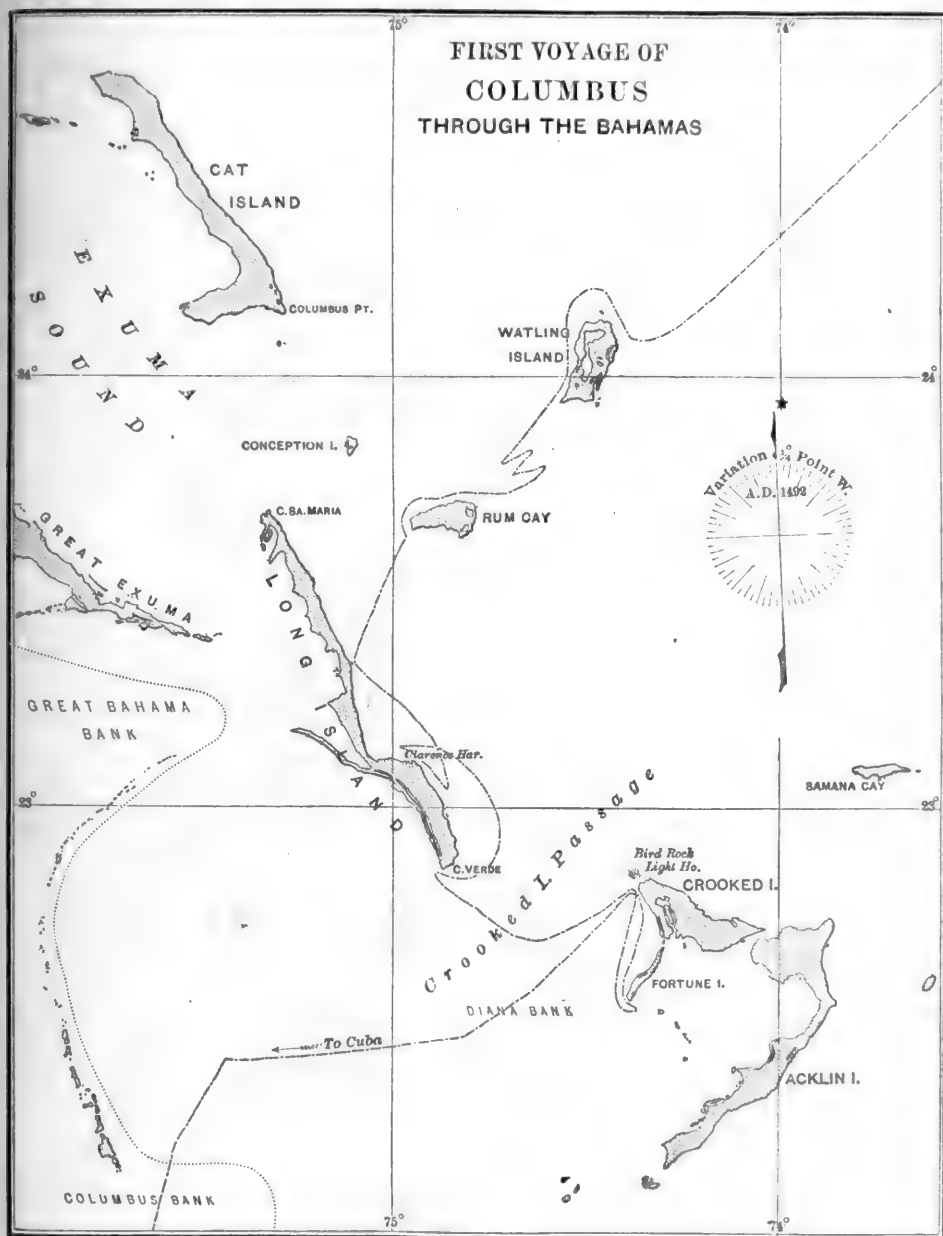 75°
74°
FIRST VOYAGE OF
COLUMBUS
THROUGH THE BAHAMAS
CAT
ISLAND
EXUMA
SOUND
COLUMBUS PT.
WATLING
ISLAND
24°
24°
CONCEPTION I.
Variation ¼ Point W.
A.D. 1492
C. SA. MARIA
RUM CAY
GREAT EXUMA
LONG ISLAND
GREAT BAHAMA
BANK
Clarence Har.
SAMANA CAY
23°
23°
C. VERDE
Crooked I. Passage
Bird Rock
Light Ho.
CROOKED I.
FORTUNE I.
DIANA BANK
To Cuba
ACKLIN I.
COLUMBUS BANK
75°
74°